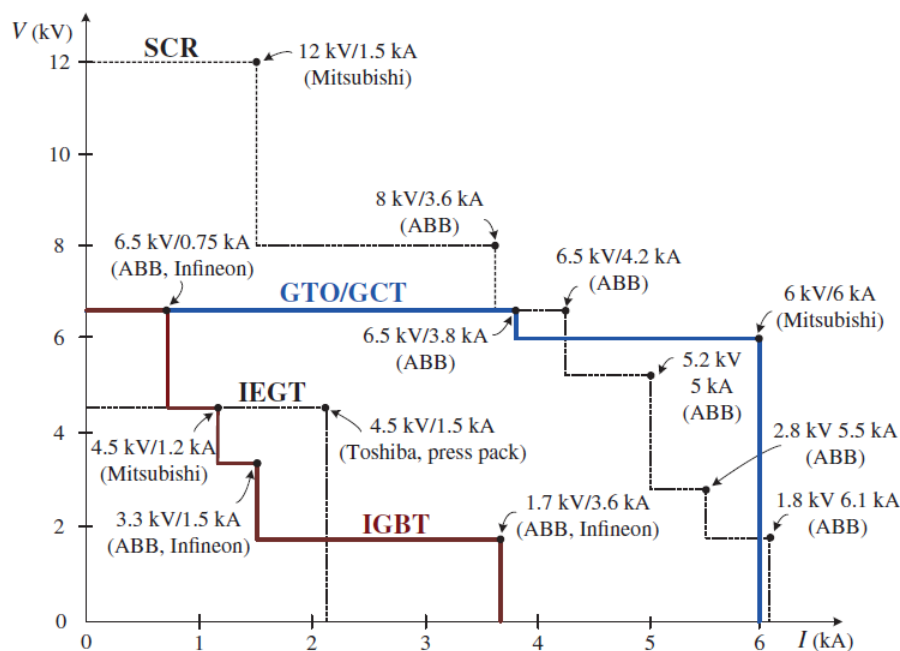 V (kV)
SCR
12
12 kV/1.5 kA
(Mitsubishi)
10
8 kV/3.6 kA
(ABB)
8
6.5 kV/0.75 kA
(ABB, Infineon)
6.5 kV/4.2 kA
(ABB)
GTO/GCT
6 kV/6 kA
(Mitsubishi)
6
6.5 kV/3.8 kA
(ABB)
5.2 kV
5 kA
(ABB)
IEGT
4
4.5 kV/1.2 kA
(Mitsubishi)
4.5 kV/1.5 kA
(Toshiba, press pack)
2.8 kV 5.5 kA
(ABB)
3.3 kV/1.5 kA
(ABB, Infineon)
1.7 kV/3.6 kA
(ABB, Infineon)
1.8 kV 6.1 kA
(ABB)
2
IGBT
0
0
1
2
3
4
5
6
I (kA)